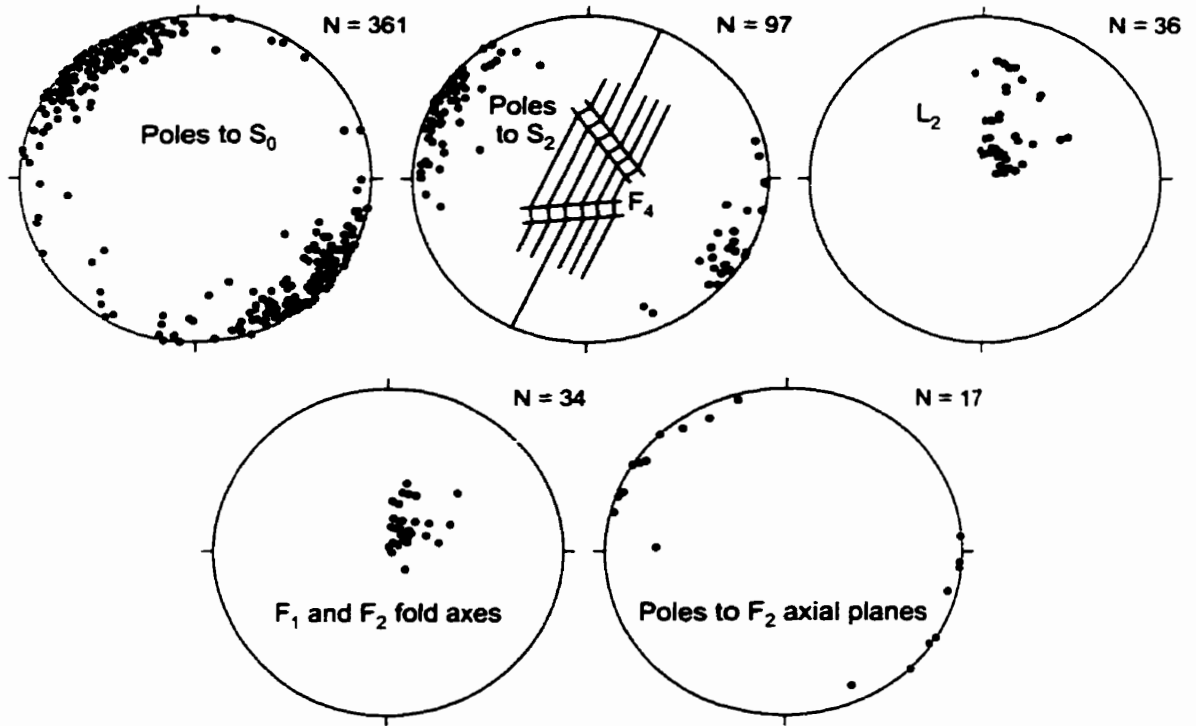 N = 361
Poles to S₀
N = 97
Poles
to S₂
F₄
N = 36
L₂
N = 34
F₁ and F₂ fold axes
N = 17
Poles to F₂ axial planes